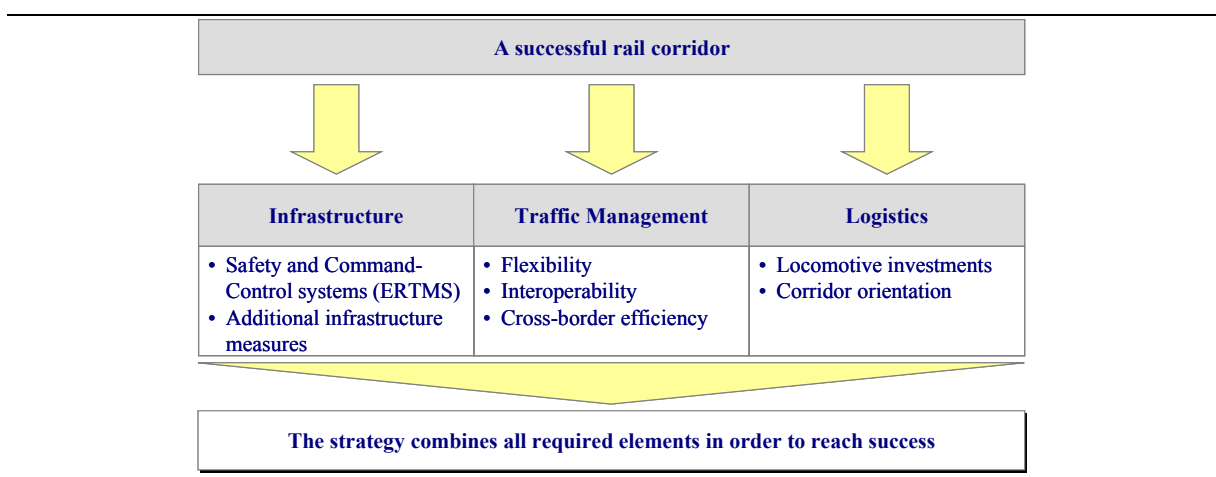 A successful rail corridor
Infrastructure
Traffic Management
Logistics
• Safety and Command-
Control systems (ERTMS)
• Additional infrastructure
measures
• Flexibility
• Interoperability
• Cross-border efficiency
• Locomotive investments
• Corridor orientation
The strategy combines all required elements in order to reach success